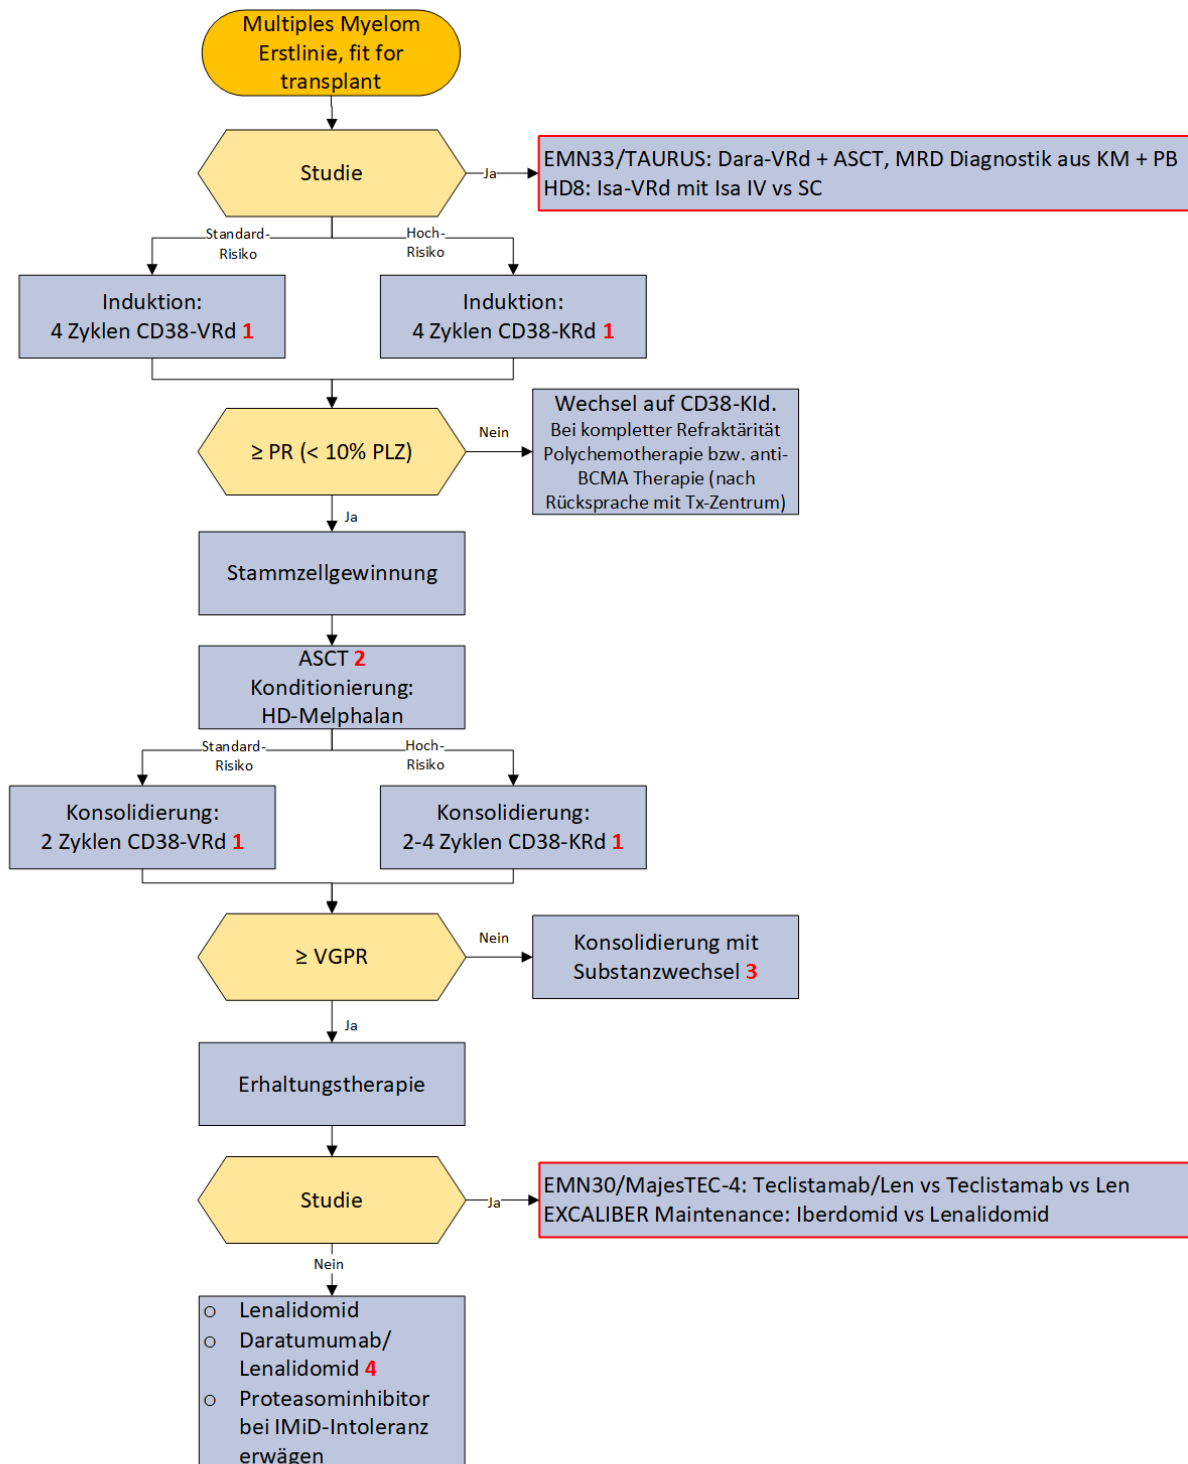 Multiples Myelom
Erstlinie, fit for
transplant
Studie
Ja
EMN33/TAURUS: Dara-VRd + ASCT, MRD Diagnostik aus KM + PB
HD8: Isa-VRd mit Isa IV vs SC
Standard-
Risiko
Hoch-
Risiko
Induktion:
4 Zyklen CD38-VRd 1
Induktion:
4 Zyklen CD38-KRd 1
≥ PR (< 10% PLZ)
Nein
Wechsel auf CD38-KId.
Bei kompletter Refraktärität
Polychemotherapie bzw. anti-
BCMA Therapie (nach
Rücksprache mit Tx-Zentrum)
Ja
Stammzellgewinnung
ASCT 2
Konditionierung:
HD-Melphalan
Standard-
Risiko
Hoch-
Risiko
Konsolidierung:
2 Zyklen CD38-VRd 1
Konsolidierung:
2-4 Zyklen CD38-KRd 1
≥ VGPR
Nein
Konsolidierung mit
Substanzwechsel 3
Ja
Erhaltungstherapie
Studie
Ja
EMN30/MajesTEC-4: Teclistamab/Len vs Teclistamab vs Len
EXCALIBER Maintenance: Iberdomid vs Lenalidomid
Nein
o Lenalidomid
o Daratumumab/
Lenalidomid 4
o Proteasominhibitor
bei IMiD-Intoleranz
erwägen